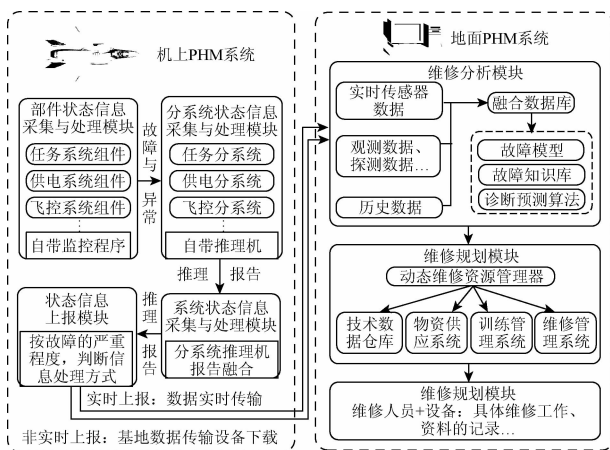 机上PHM系统
部件状态信息
采集与处理模块
任务系统组件
供电系统组件
飞控系统组件
⋮
自带监控程序
故障与异常
分系统状态信息
采集与处理模块
任务分系统
供电分系统
飞控分系统
⋮
自带推理机
推理 报告
系统状态信息
采集与处理模块
分系统推理机
报告融合
推理
报告
状态信息
上报模块
按故障的严重
程度，判断信
息处理方式
实时上报：数据实时传输
非实时上报：基地数据传输设备下载
地面PHM系统
维修分析模块
实时传感器
数据
观测数据、
探测数据…
历史数据
融合数据库
故障模型
故障知识库
诊断预测算法
维修规划模块
动态维修资源管理器
技术数
据仓库
物资供
应系统
训练管
理系统
维修管
理系统
维修规划模块
维修人员+设备：具体维修工作、
资料的记录…